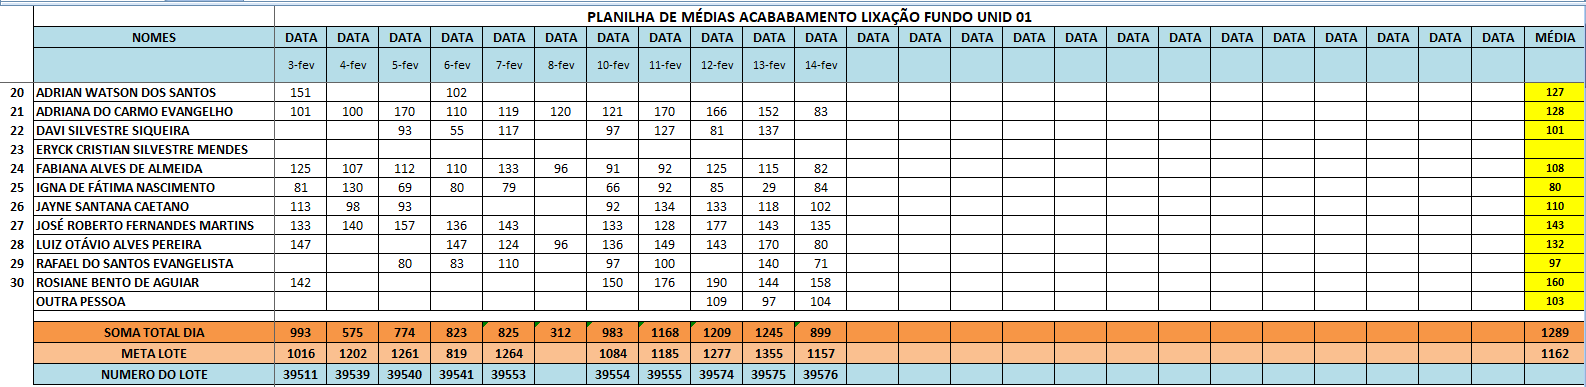 PLANILHA DE MÉDIAS ACABABAMENTO LIXAÇÃO FUNDO UNID 01
NOMES DATA DATA DATA DATA DATA DATA DATA DATA DATA DATA DATA DATA DATA DATA DATA DATA DATA DATA DATA DATA DATA DATA DATA DATA MÉDIA
3-fev 4-fev 5-fev 6-fev 7-fev 8-fev 10-fev 11-fev 12-fev 13-fev 14-fev
20 ADRIAN WATSON DOS SANTOS 151 102 127
21 ADRIANA DO CARMO EVANGELHO 101 100 170 110 119 120 121 170 166 152 83 128
22 DAVI SILVESTRE SIQUEIRA 93 55 117 97 127 81 137 101
23 ERYCK CRISTIAN SILVESTRE MENDES
24 FABIANA ALVES DE ALMEIDA 125 107 112 110 133 96 91 92 125 115 82 108
25 IGNA DE FÁTIMA NASCIMENTO 81 130 69 80 79 66 92 85 29 84 80
26 JAYNE SANTANA CAETANO 113 98 93 92 134 133 118 102 110
27 JOSÉ ROBERTO FERNANDES MARTINS 133 140 157 136 143 133 128 177 143 135 143
28 LUIZ OTÁVIO ALVES PEREIRA 147 147 124 96 136 149 143 170 80 132
29 RAFAEL DO SANTOS EVANGELISTA 80 83 110 97 100 140 71 97
30 ROSIANE BENTO DE AGUIAR 142 150 176 190 144 158 160
OUTRA PESSOA 109 97 104 103
SOMA TOTAL DIA 993 575 774 823 825 312 983 1168 1209 1245 899 1289
META LOTE 1016 1202 1261 819 1264 1084 1185 1277 1355 1157 1162
NUMERO DO LOTE 39511 39539 39540 39541 39553 39554 39555 39574 39575 39576